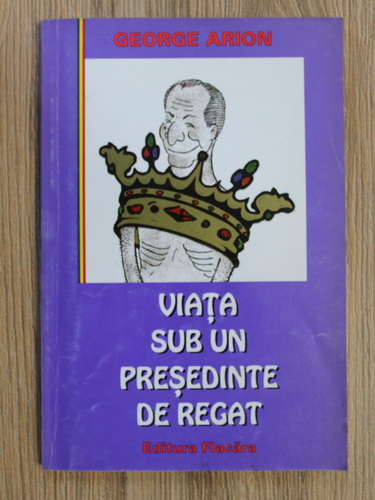 GEORGE ARION
VIAȚA
SUB UN
PREȘEDINTE
DE REGAT
Editura Flacăra